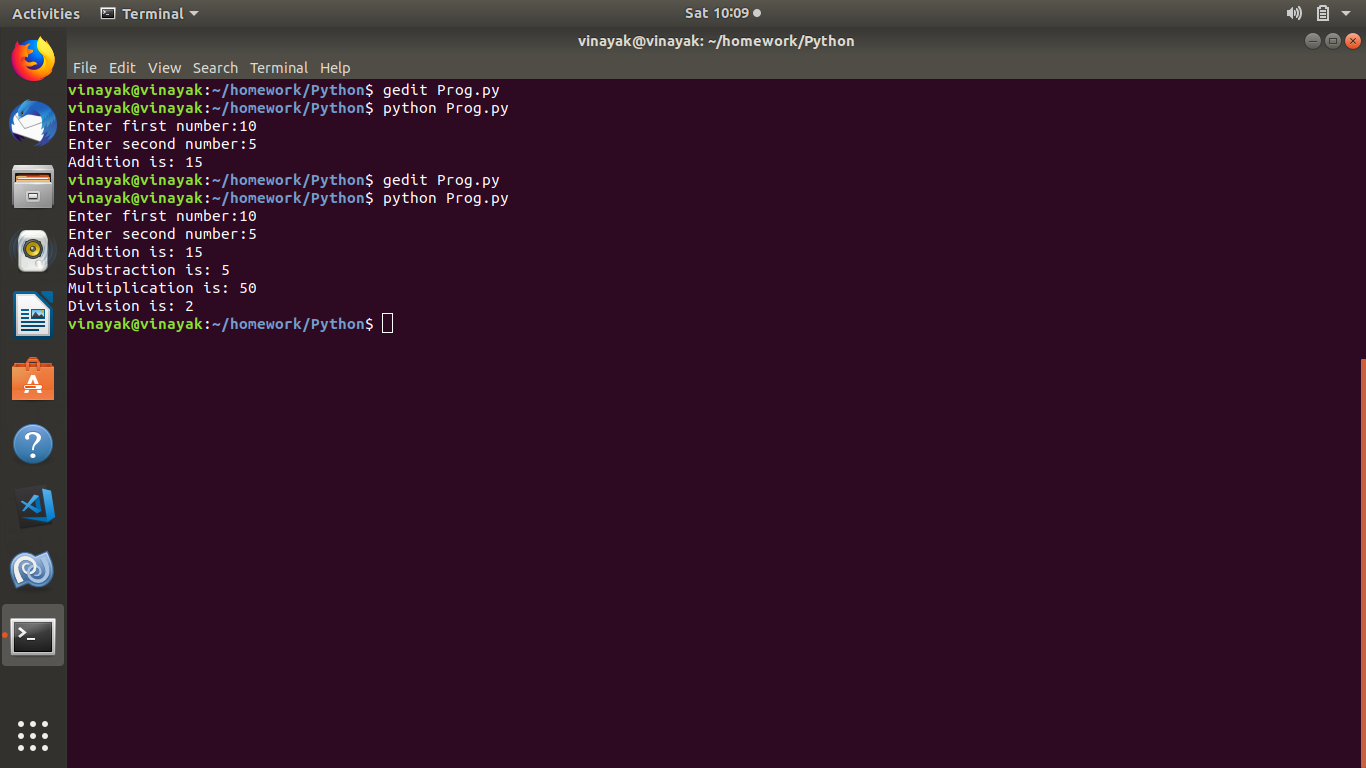 Activities Terminal Sat 10:09
vinayak@vinayak: ~/homework/Python
File Edit View Search Terminal Help
vinayak@vinayak:~/homework/Python$ gedit Prog.py
vinayak@vinayak:~/homework/Python$ python Prog.py
Enter first number:10
Enter second number:5
Addition is: 15
vinayak@vinayak:~/homework/Python$ gedit Prog.py
vinayak@vinayak:~/homework/Python$ python Prog.py
Enter first number:10
Enter second number:5
Addition is: 15
Substraction is: 5
Multiplication is: 50
Division is: 2
vinayak@vinayak:~/homework/Python$